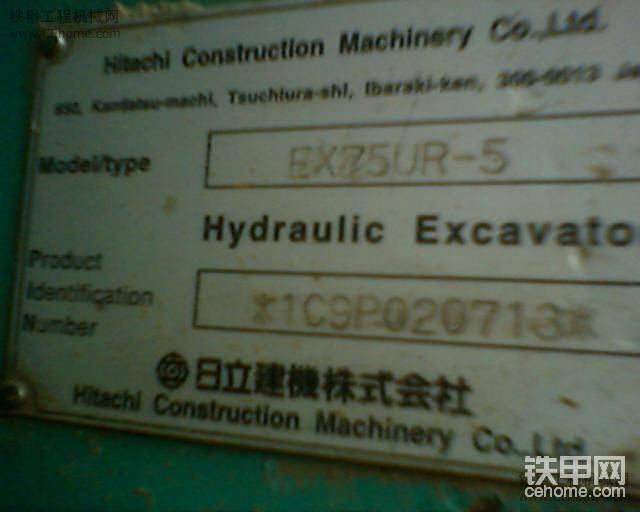 铁甲工程机械网
Cehome.com
Hitachi Construction Machinery Co.,Ltd.
650, Kandatsu-machi, Tsuchiura-shi, Ibaraki-ken,
Model/type
EX75UR-5
Hydraulic Excavato
Product
Identification
Number
*1C9P020713*
日立建機株式会社
Hitachi Construction Machinery Co.,Ltd.
铁甲网
cehome.com